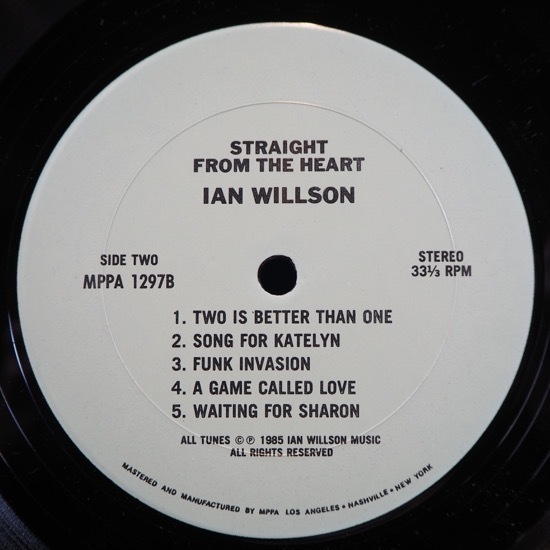 STRAIGHT
FROM THE HEART
IAN WILLSON
SIDE TWO
MPPA 1297B
STEREO
33⅓ RPM
1. TWO IS BETTER THAN ONE
2. SONG FOR KATELYN
3. FUNK INVASION
4. A GAME CALLED LOVE
5. WAITING FOR SHARON
ALL TUNES © ℗ 1985 IAN WILLSON MUSIC
ALL RIGHTS RESERVED
MASTERED AND MANUFACTURED BY MPPA LOS ANGELES • NASHVILLE • NEW YORK